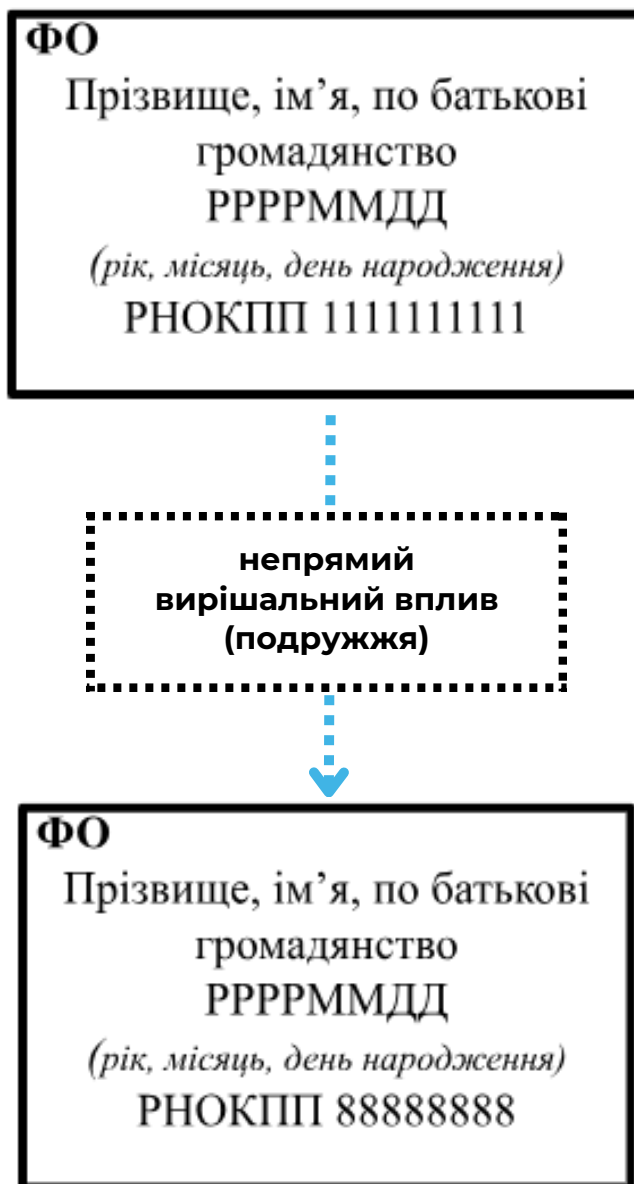 ФО
Прізвище, ім’я, по батькові
громадянство
РРРРММДД
(рік, місяць, день народження)
РНОКПП 1111111111
непрямий
вирішальний вплив
(подружжя)
ФО
Прізвище, ім’я, по батькові
громадянство
РРРРММДД
(рік, місяць, день народження)
РНОКПП 88888888